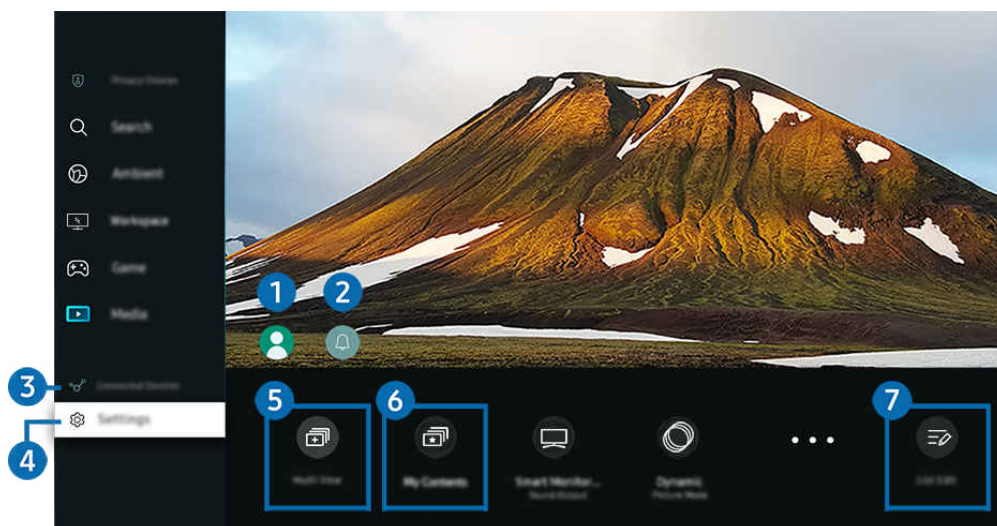 Privacy Choices
Search
Ambient
Workspace
Game
Media
1
2
3
Connected Devices
4
Settings
5
6
7
Multi View
My Contents
Smart Monitor...
Sound Output
Dynamic
Picture Mode
List Edit